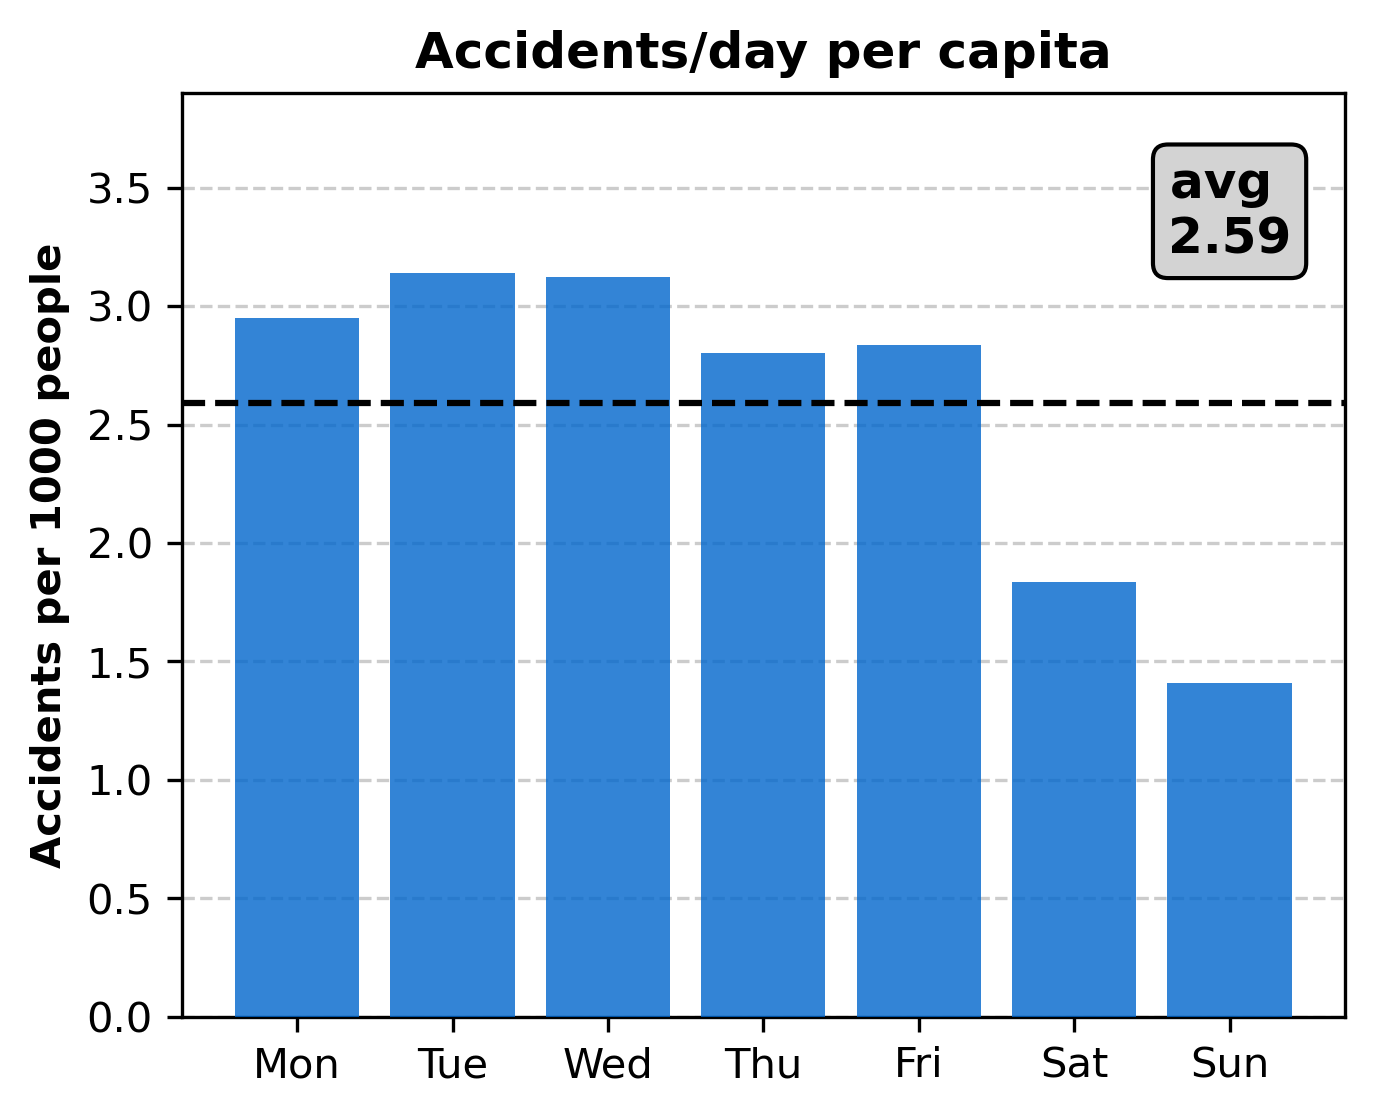 Accidents/day per capita
avg
2.59
Accidents per 1000 people
3.5
3.0
2.5
2.0
1.5
1.0
0.5
0.0
Mon Tue Wed Thu Fri Sat Sun